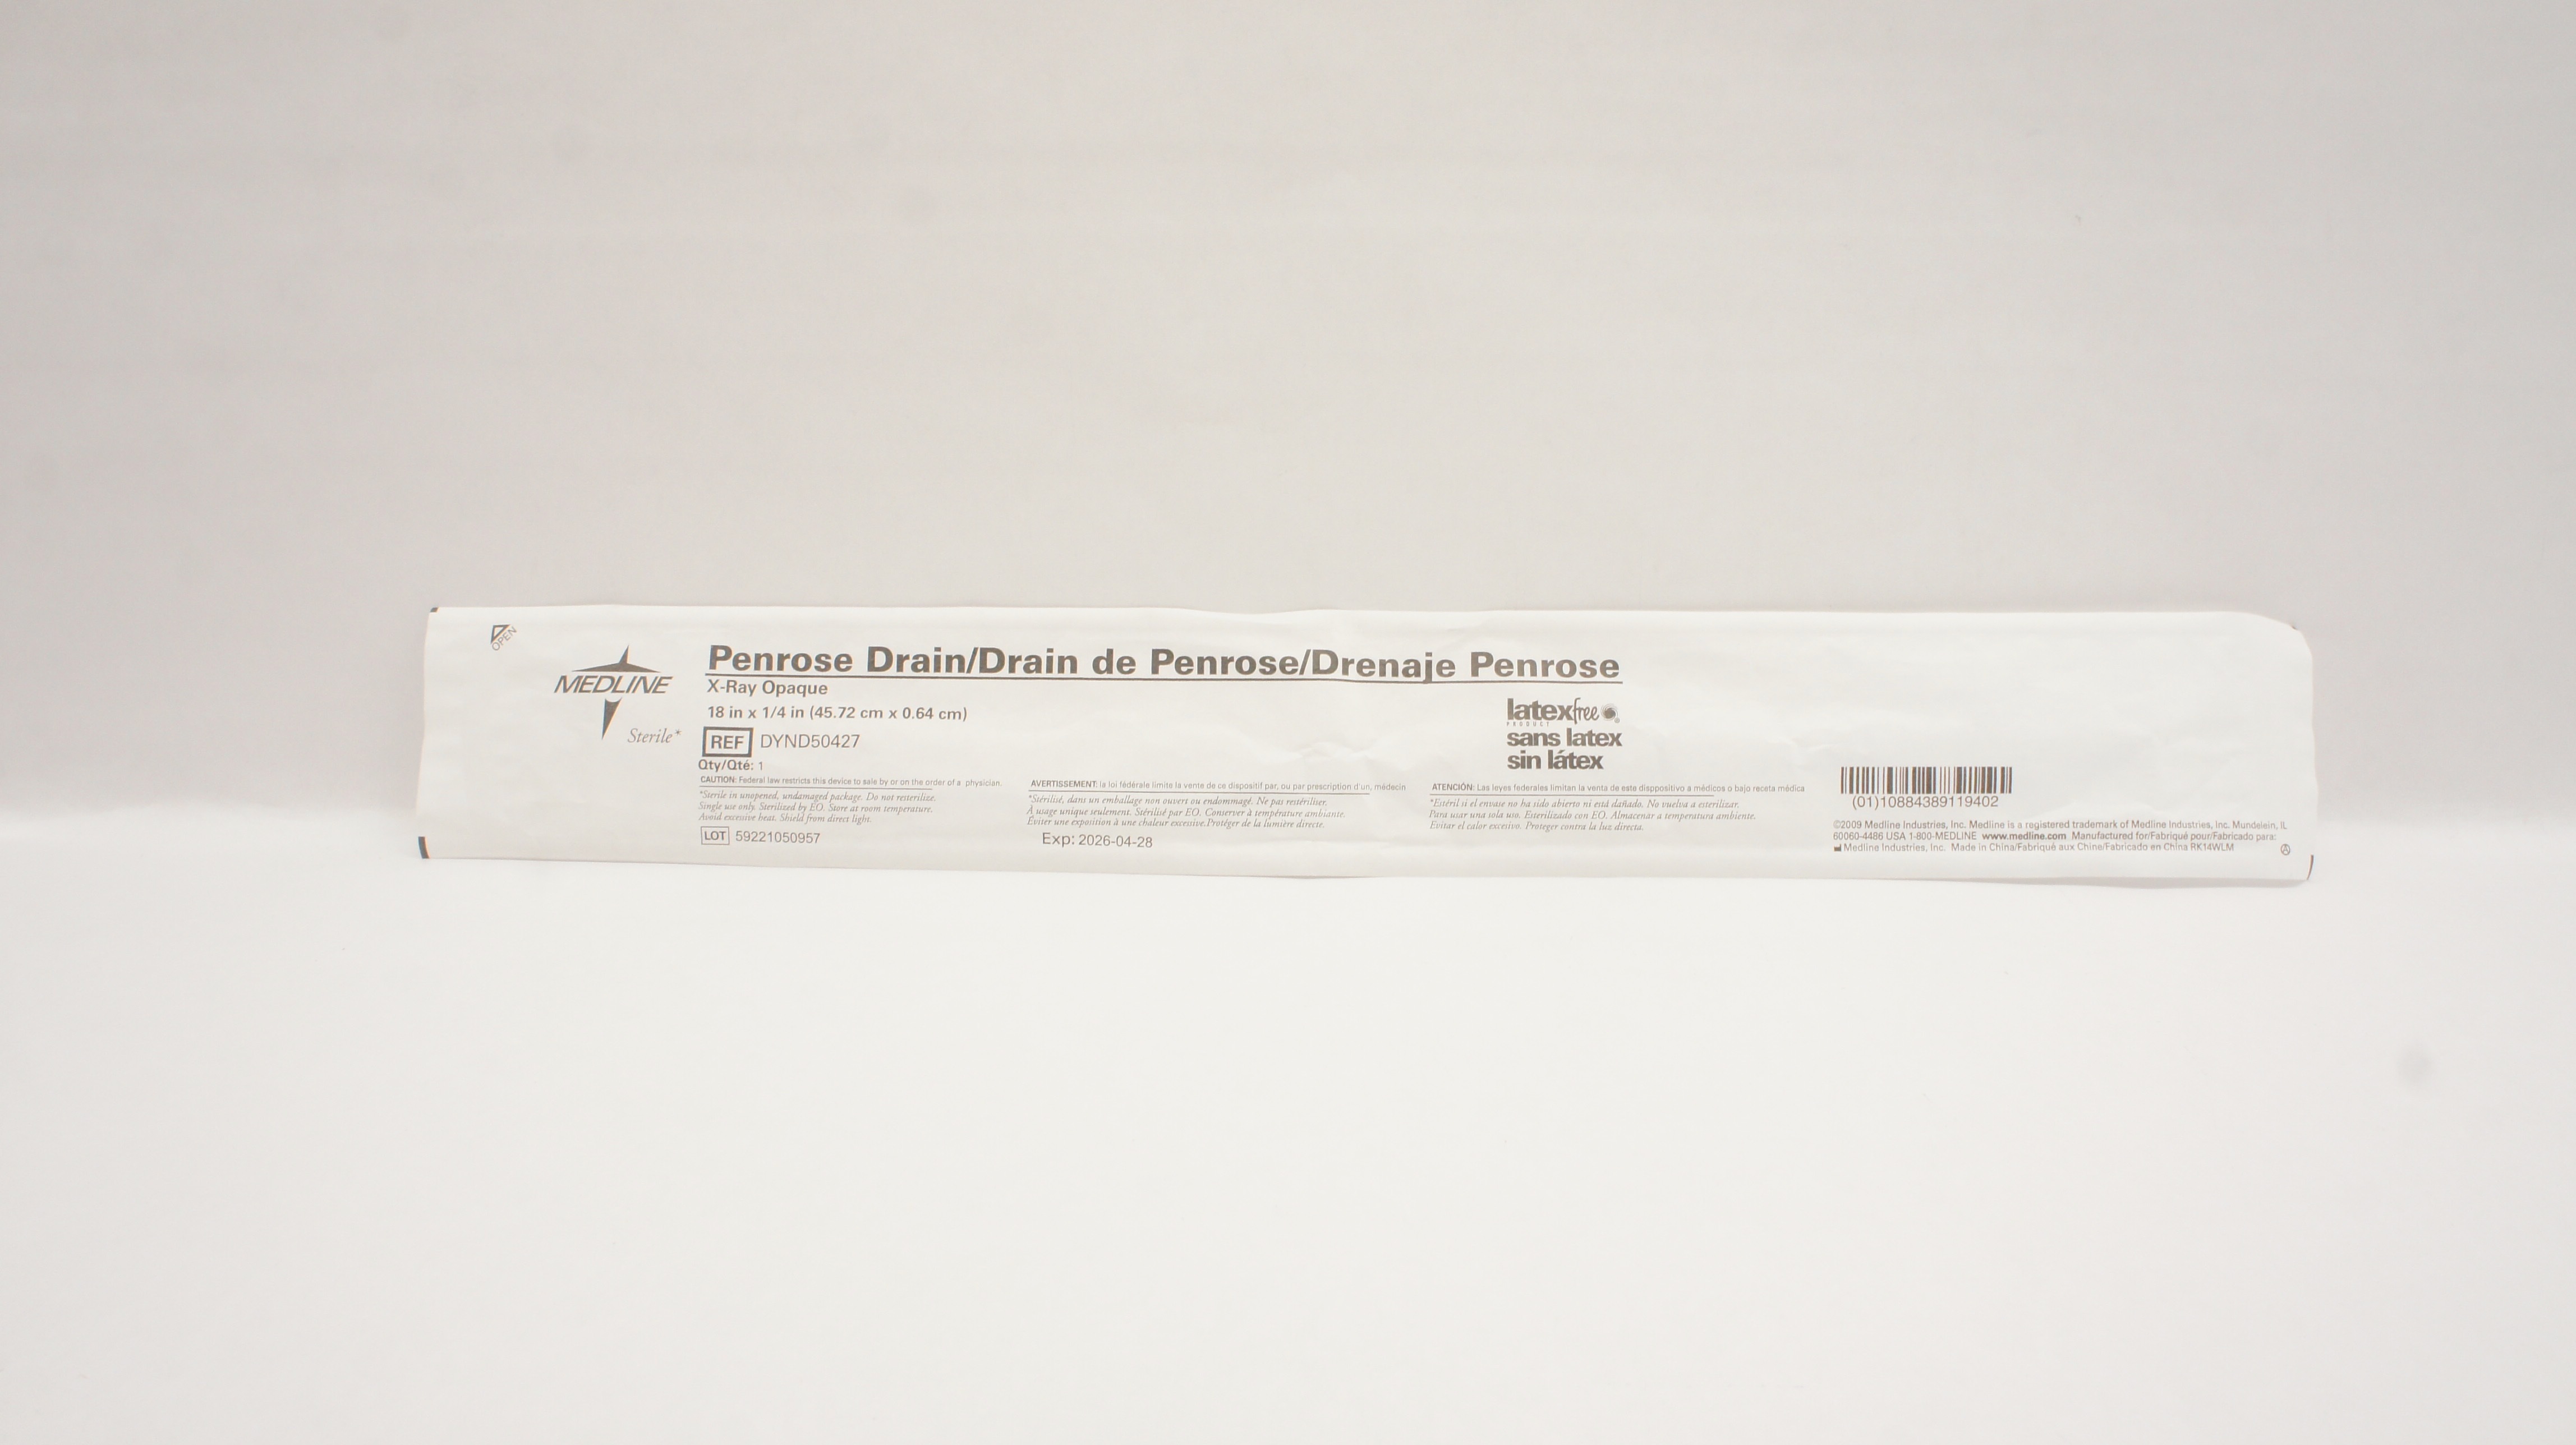 OPEN
MEDLINE
Sterile*
Penrose Drain/Drain de Penrose/Drenaje Penrose
X-Ray Opaque
18 in x 1/4 in (45.72 cm x 0.64 cm)
REF DYND50427
Qty/Qté: 1
latexfree
PRODUCT
sans latex
sin látex
CAUTION: Federal law restricts this device to sale by or on the order of a physician.
*Sterile in unopened, undamaged package. Do not resterilize.
Single use only. Sterilized by EO. Store at room temperature.
Avoid excessive heat. Shield from direct light.
LOT 59221050957
AVERTISSEMENT: la loi fédérale limite la vente de ce dispositif par, ou par prescription d'un, médecin
*Stérilisé, dans un emballage non ouvert ou endommagé. Ne pas restériliser.
À usage unique seulement. Stérilisé par EO. Conserver à température ambiante.
Éviter une exposition à une chaleur excessive.Protéger de la lumière directe.
Exp: 2026-04-28
ATENCIÓN: Las leyes federales limitan la venta de este disppositivo a médicos o bajo receta médica
*Estéril si el envase no ha sido abierto ni está dañado. No vuelva a esterilizar.
Para usar una sola uso. Esterilizado con EO. Almacenar a temperatura ambiente.
Evitar el calor excesivo. Proteger contra la luz directa.
(01)10884389119402
©2009 Medline Industries, Inc. Medline is a registered trademark of Medline Industries, Inc. Mundelein, IL
60060-4486 USA 1-800-MEDLINE www.medline.com Manufactured for/Fabriqué pour/Fabricado para:
Medline Industries, Inc. Made in China/Fabriqué aux Chine/Fabricado en China RK14WLM